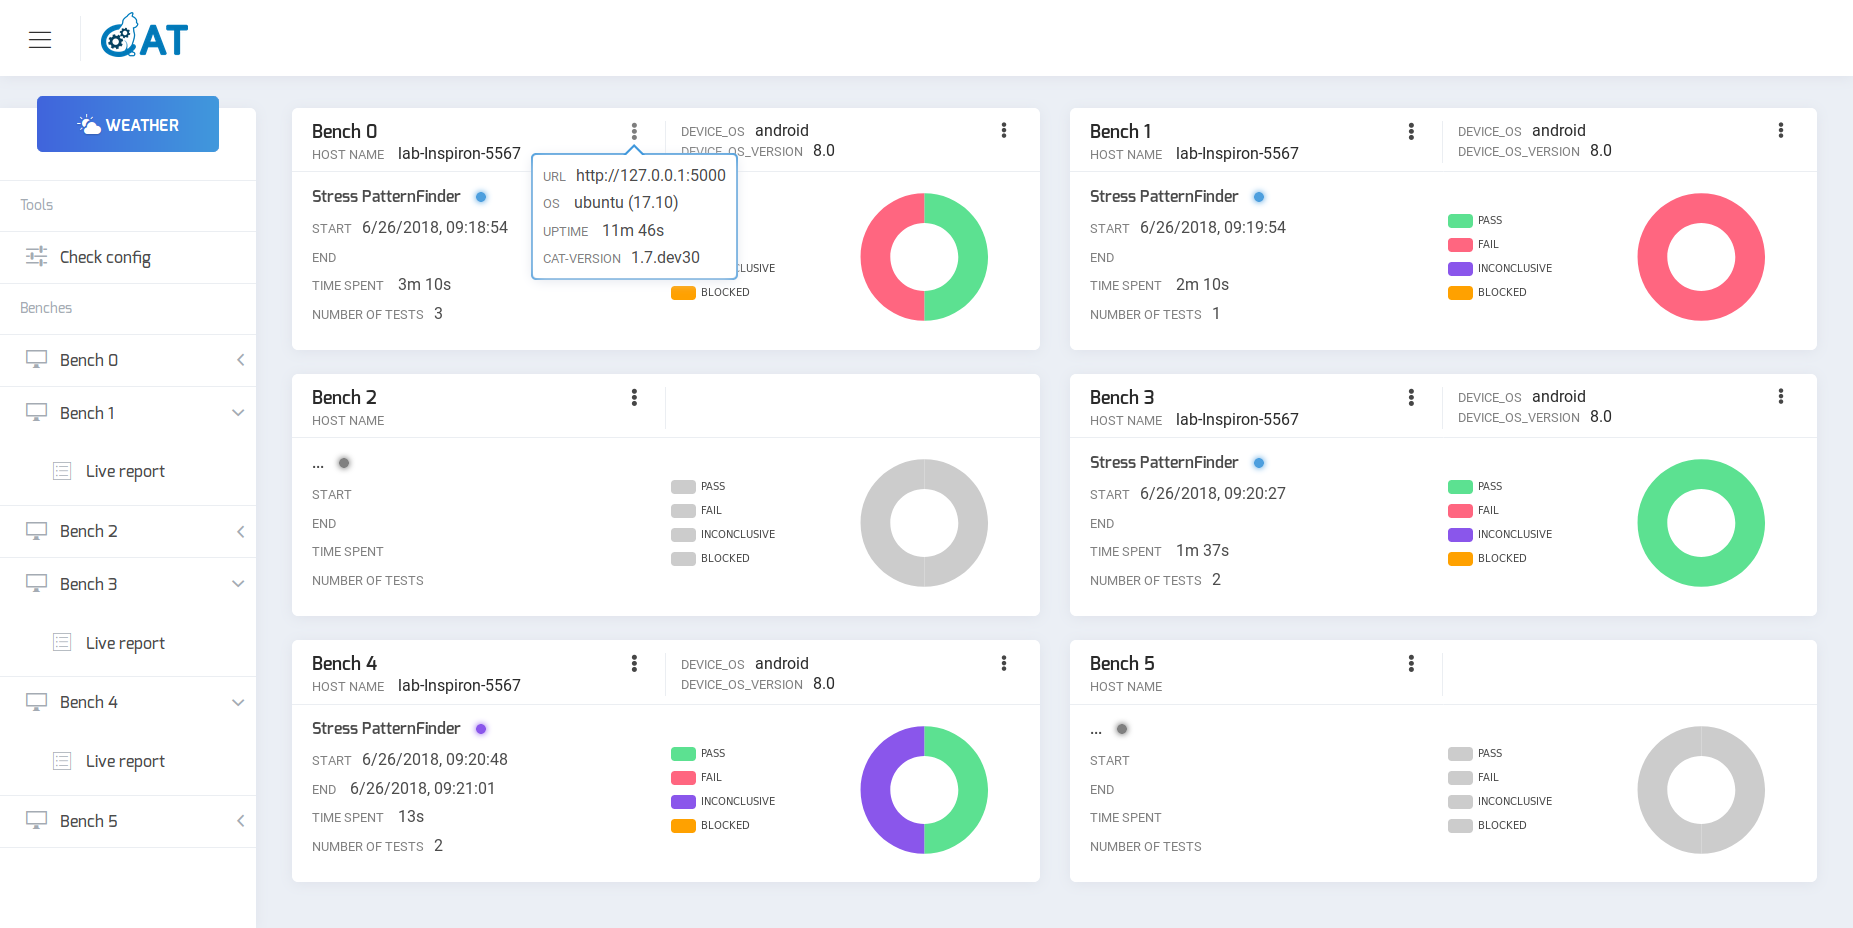 CAT
WEATHER
Tools
Check config
Benches
Bench 0
Bench 1
Live report
Bench 2
Bench 3
Live report
Bench 4
Live report
Bench 5
Bench 0
HOST NAME lab-Inspiron-5567
DEVICE_OS android
DEVICE_OS_VERSION 8.0
URL http://127.0.0.1:5000
OS ubuntu (17.10)
UPTIME 11m 46s
CAT-VERSION 1.7.dev30
Stress PatternFinder
START 6/26/2018, 09:18:54
END
TIME SPENT 3m 10s
NUMBER OF TESTS 3
CLUSIVE
BLOCKED
Bench 1
HOST NAME lab-Inspiron-5567
DEVICE_OS android
DEVICE_OS_VERSION 8.0
Stress PatternFinder
START 6/26/2018, 09:19:54
END
TIME SPENT 2m 10s
NUMBER OF TESTS 1
PASS
FAIL
INCONCLUSIVE
BLOCKED
Bench 2
HOST NAME
...
START
END
TIME SPENT
NUMBER OF TESTS
PASS
FAIL
INCONCLUSIVE
BLOCKED
Bench 3
HOST NAME lab-Inspiron-5567
DEVICE_OS android
DEVICE_OS_VERSION 8.0
Stress PatternFinder
START 6/26/2018, 09:20:27
END
TIME SPENT 1m 37s
NUMBER OF TESTS 2
PASS
FAIL
INCONCLUSIVE
BLOCKED
Bench 4
HOST NAME lab-Inspiron-5567
DEVICE_OS android
DEVICE_OS_VERSION 8.0
Stress PatternFinder
START 6/26/2018, 09:20:48
END 6/26/2018, 09:21:01
TIME SPENT 13s
NUMBER OF TESTS 2
PASS
FAIL
INCONCLUSIVE
BLOCKED
Bench 5
HOST NAME
...
START
END
TIME SPENT
NUMBER OF TESTS
PASS
FAIL
INCONCLUSIVE
BLOCKED